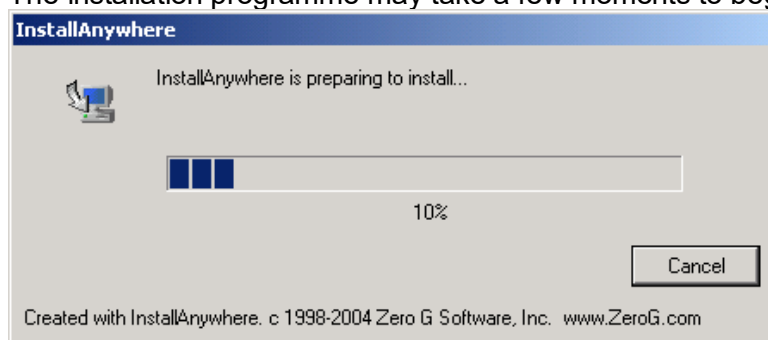 The installation programme may take a few moments to beg
InstallAnywhere
InstallAnywhere is preparing to install...
10%
Cancel
Created with InstallAnywhere. c 1998-2004 Zero G Software, Inc. www.ZeroG.com